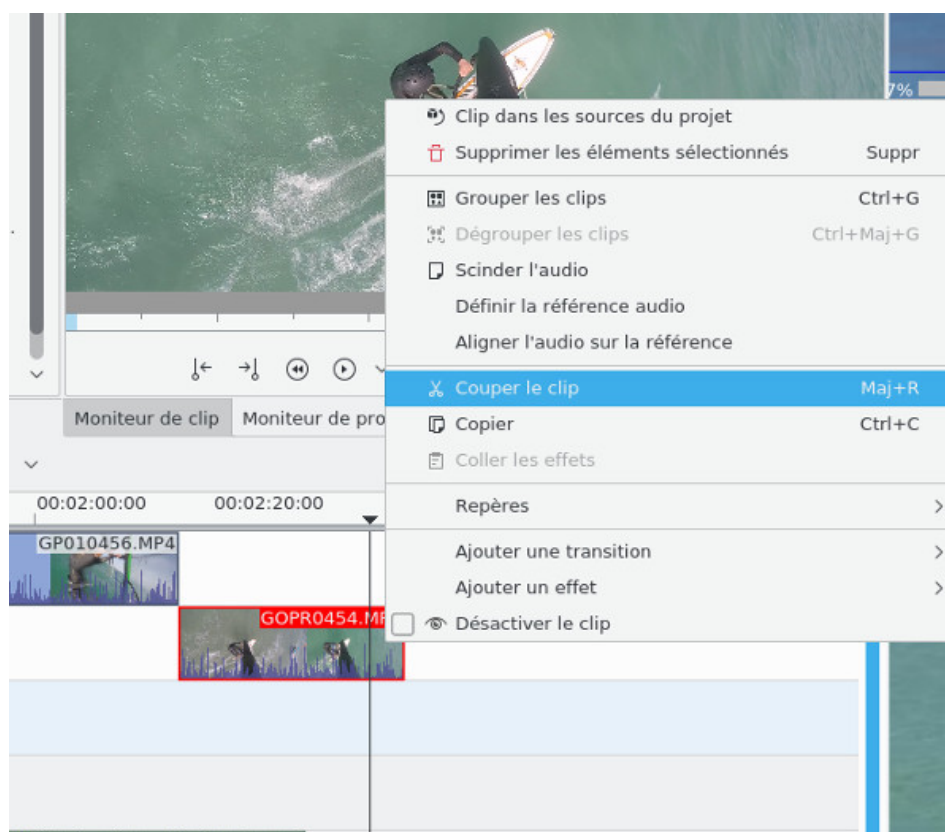 7%
Clip dans les sources du projet
Supprimer les éléments sélectionnés Suppr
Grouper les clips Ctrl+G
Dégrouper les clips Ctrl+Maj+G
Scinder l'audio
Définir la référence audio
Aligner l'audio sur la référence
Couper le clip Maj+R
Copier Ctrl+C
Coller les effets
Repères
Ajouter une transition
Ajouter un effet
Désactiver le clip
Moniteur de clip Moniteur de pro
00:02:00:00 00:02:20:00
GP010456.MP4
GOPR0454.MP